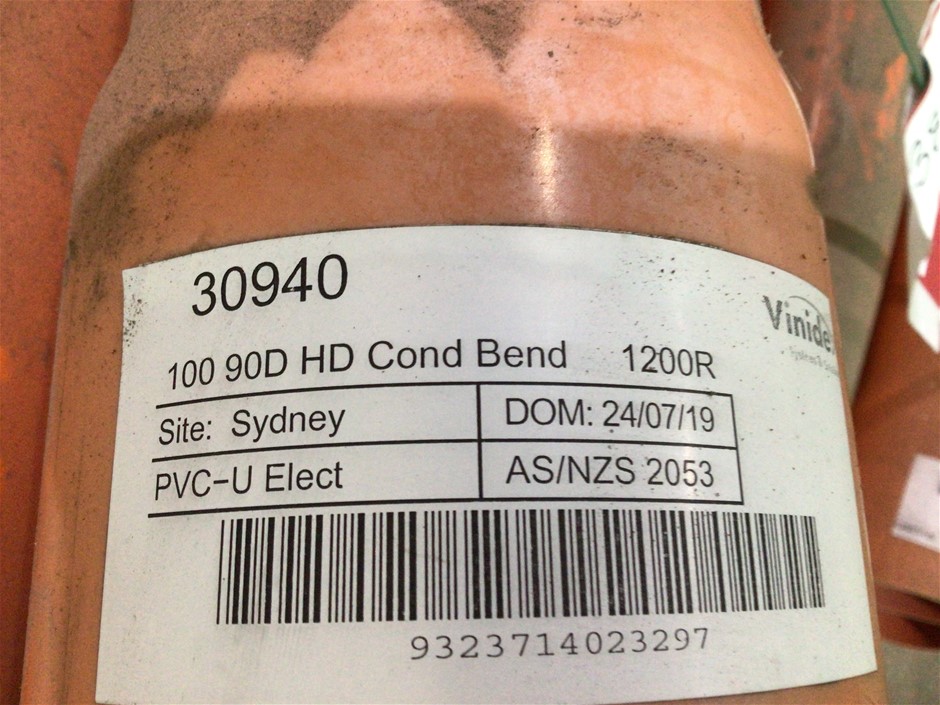 30940
Vinide
100 90D HD Cond Bend 1200R
Site: Sydney
DOM: 24/07/19
PVC-U Elect
AS/NZS 2053
9323714023297